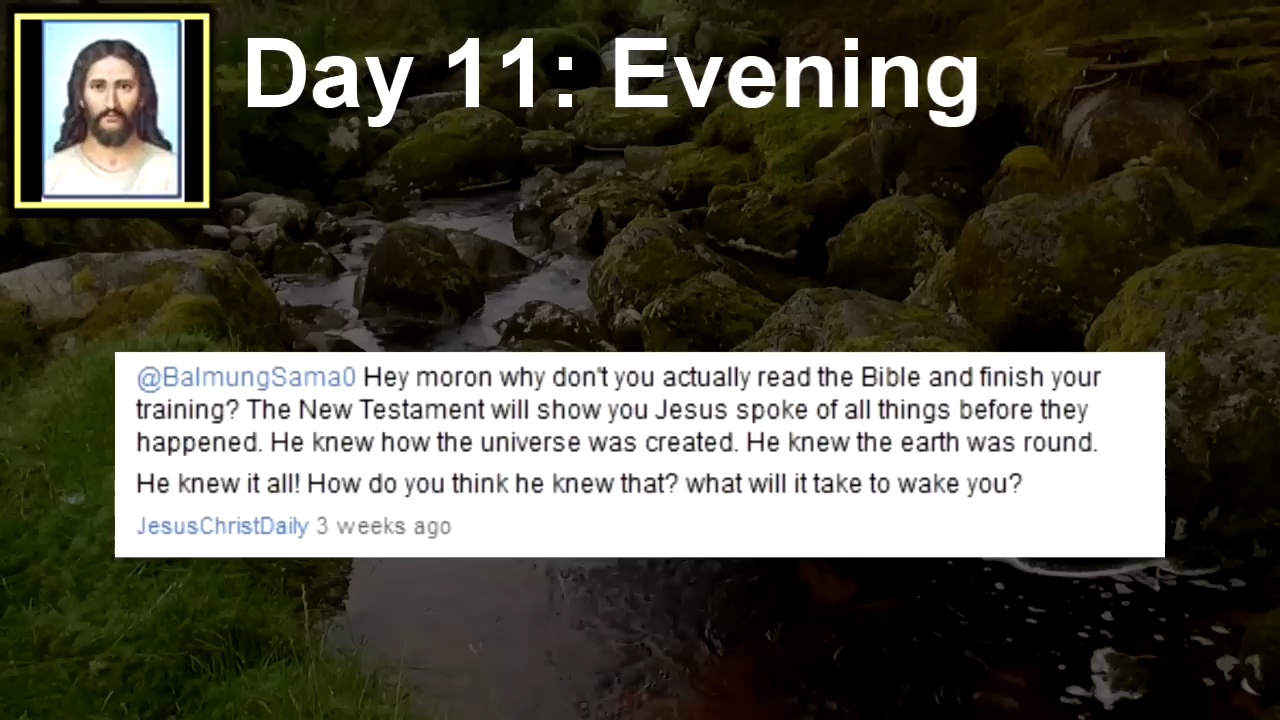 Day 11: Evening
@BalmungSama0 Hey moron why don't you actually read the Bible and finish your
training? The New Testament will show you Jesus spoke of all things before they
happened. He knew how the universe was created. He knew the earth was round.
He knew it all! How do you think he knew that? what will it take to wake you?
JesusChristDaily 3 weeks ago